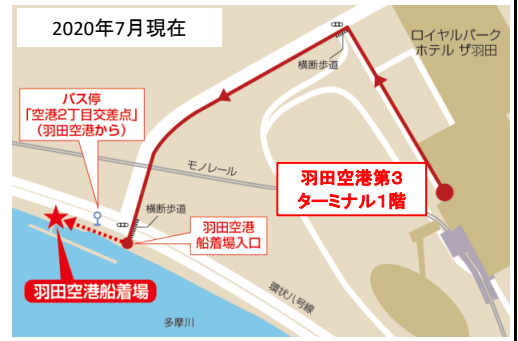 2020年7月現在
ロイヤルパーク
ホテル ザ羽田
横断歩道
バス停
「空港2丁目交差点」
（羽田空港から）
モノレール
羽田空港第3
ターミナル1階
横断歩道
羽田空港
船着場入口
羽田空港船着場
環状八号線
多摩川